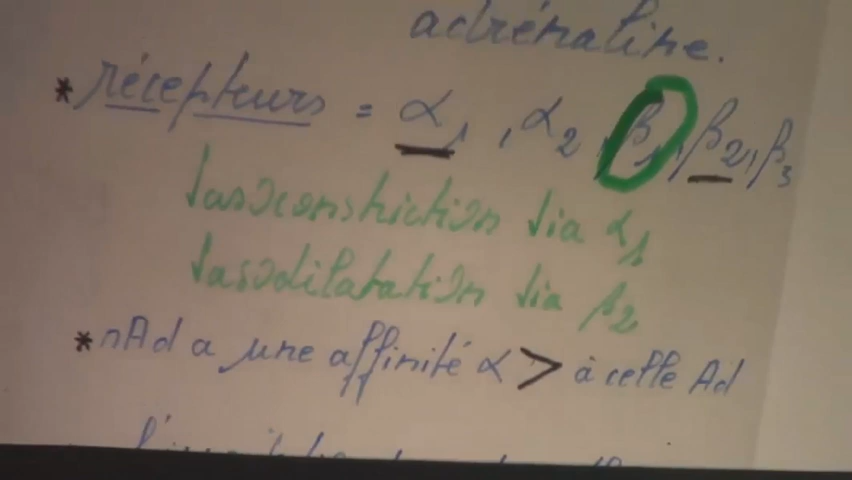 adrénaline.
* récepteurs = α1, α2, β1, β2, β3
Vasoconstriction via α1
Vasodilatation via β2
* nAd a une affinité α > à celle Ad